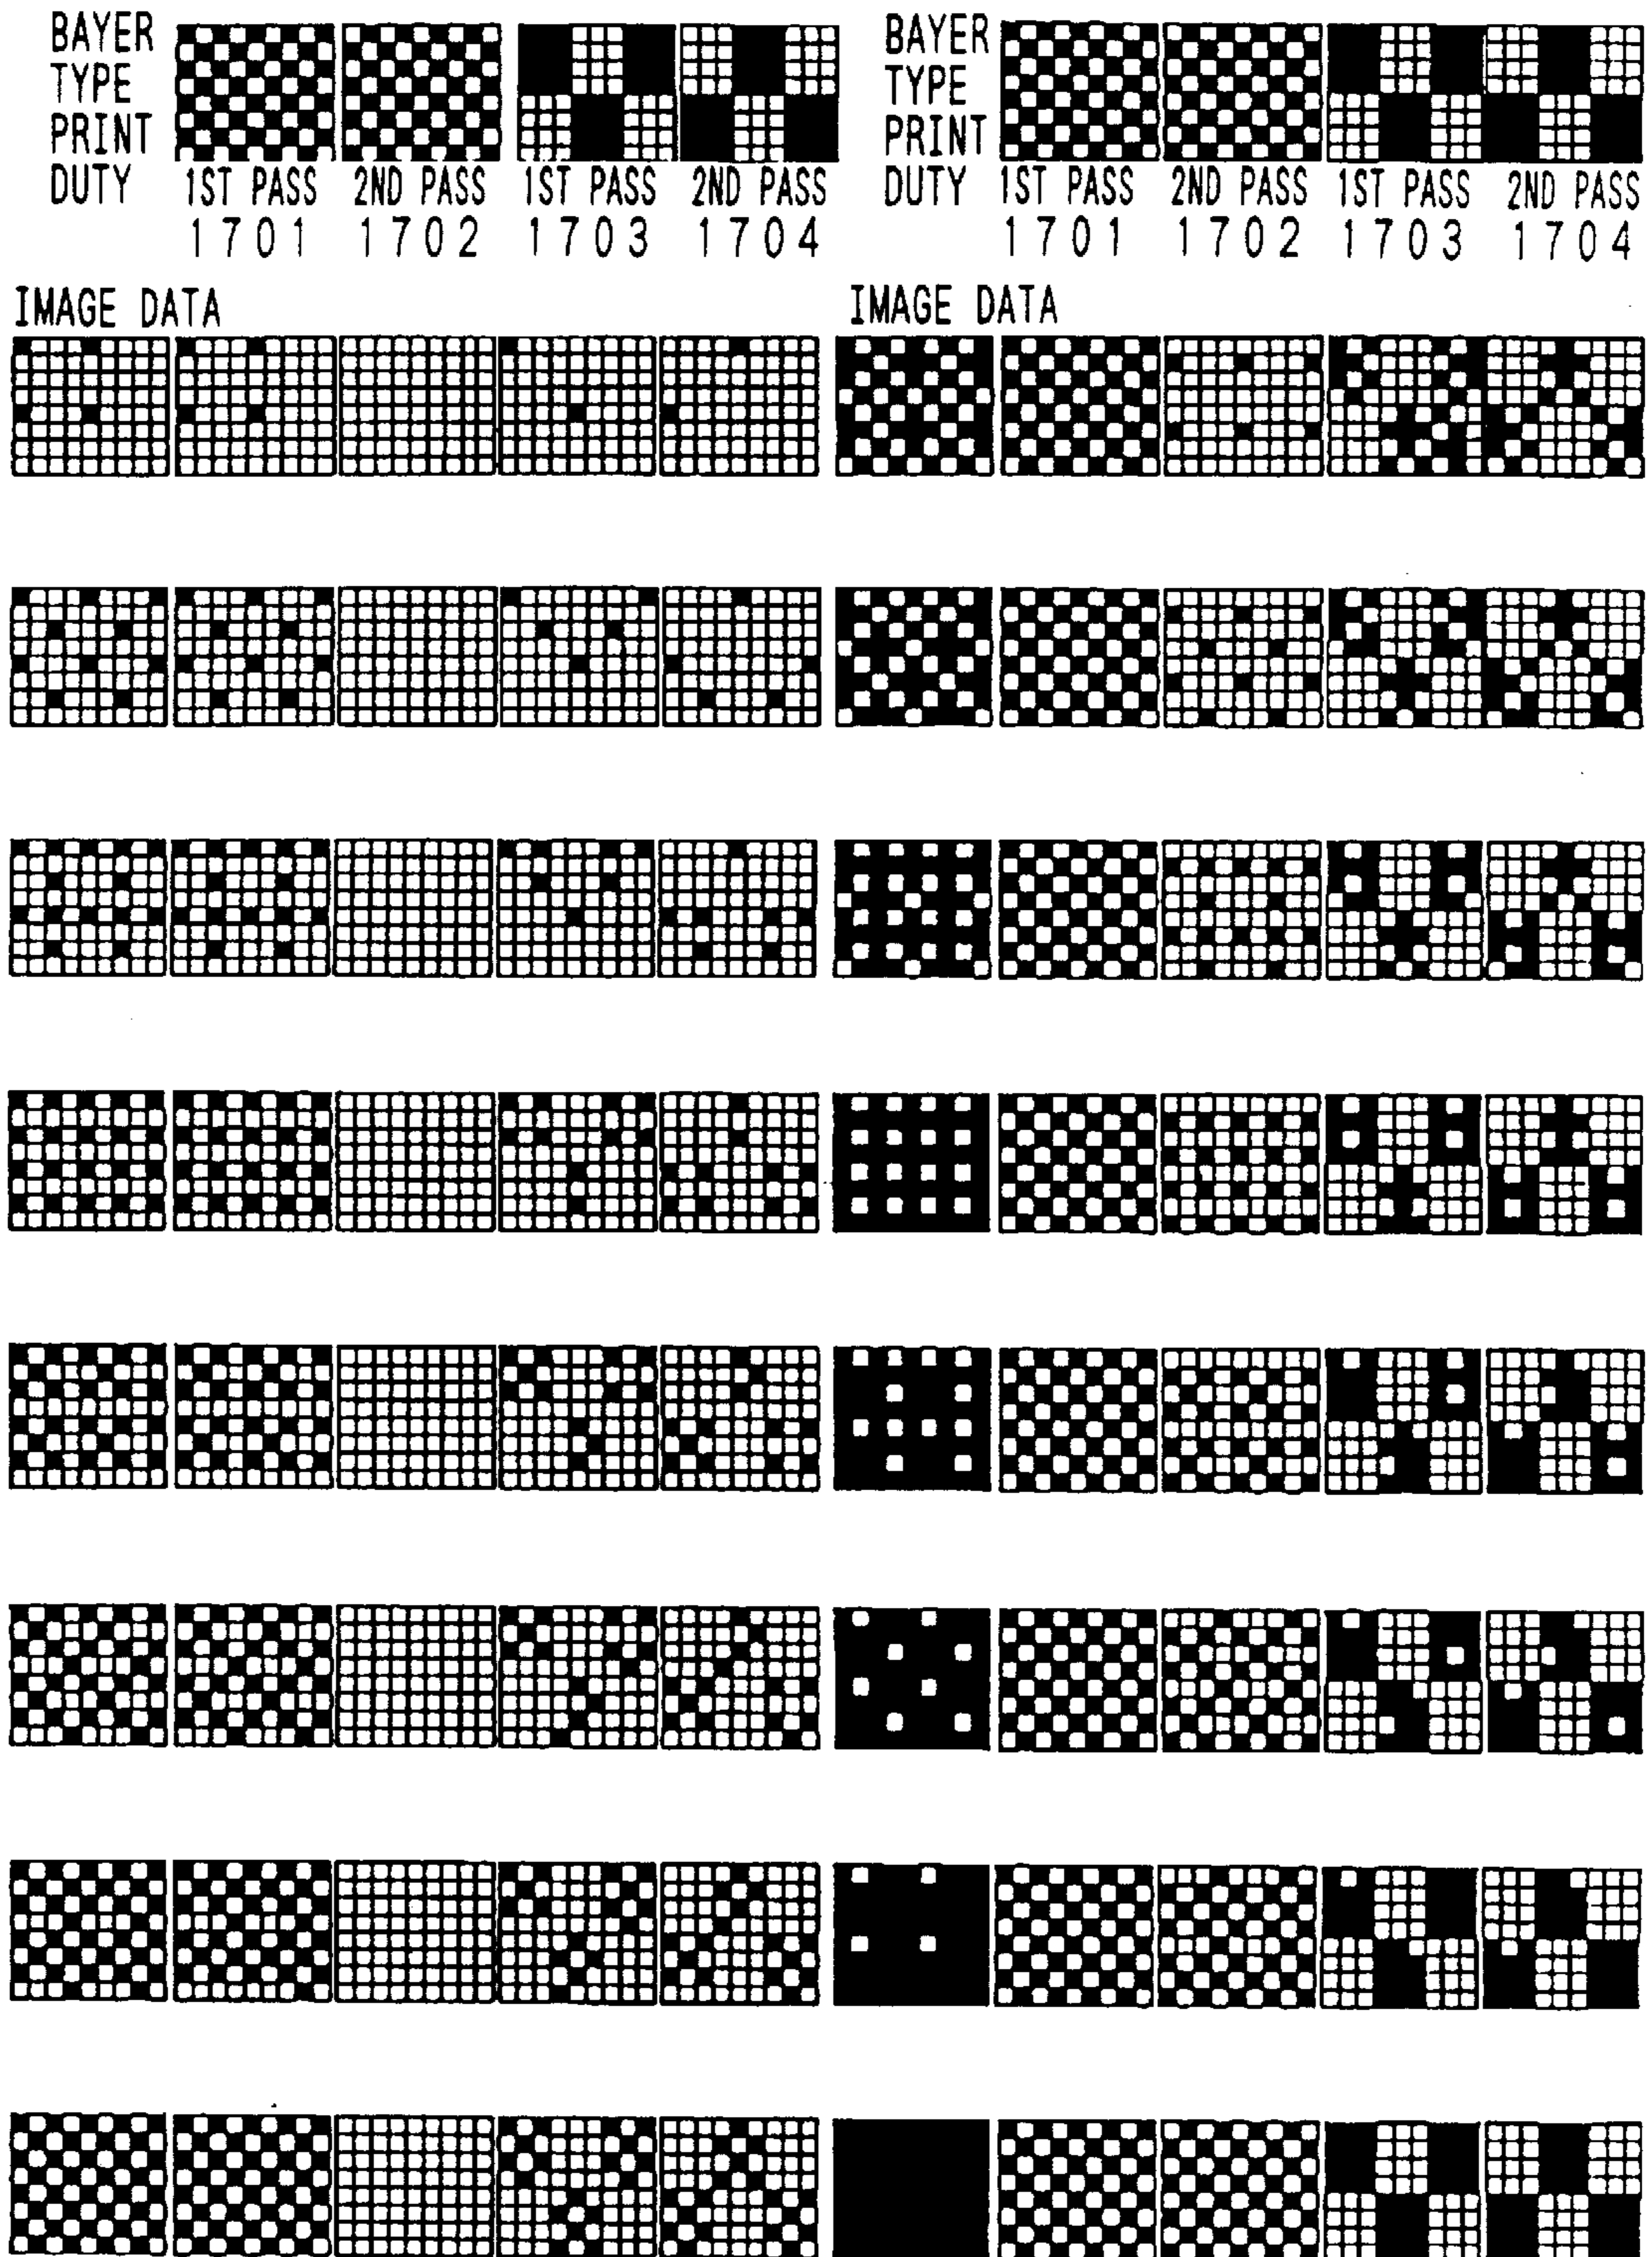 BAYER
TYPE
PRINT
DUTY
1ST PASS 2ND PASS 1ST PASS 2ND PASS
1701 1702 1703 1704
IMAGE DATA
BAYER
TYPE
PRINT
DUTY
1ST PASS 2ND PASS 1ST PASS 2ND PASS
1701 1702 1703 1704
IMAGE DATA